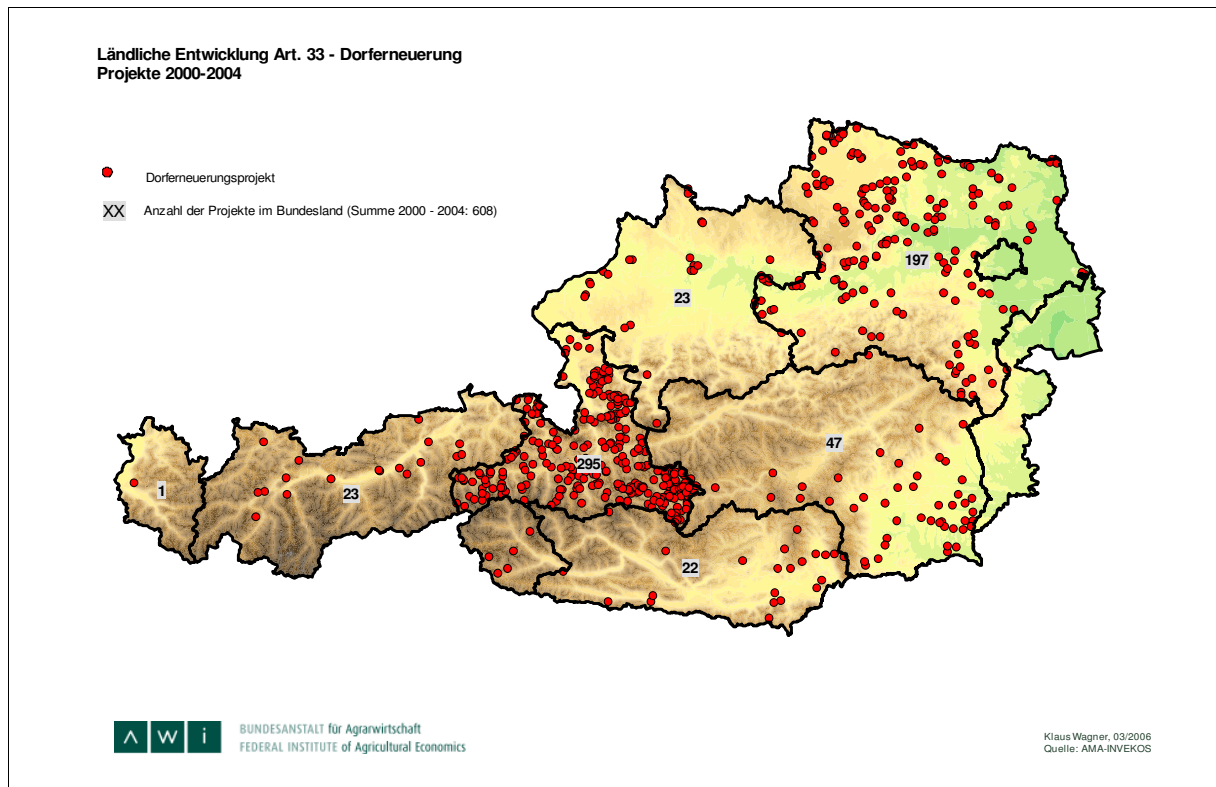 Ländliche Entwicklung Art. 33 - Dorferneuerung
Projekte 2000-2004
Dorferneuerungsprojekt
XX Anzahl der Projekte im Bundesland (Summe 2000 - 2004: 608)
197
23
47
295
1
23
22
AWi BUNDESANSTALT für Agrarwirtschaft
FEDERAL INSTITUTE of Agricultural Economics
Klaus Wagner, 03/2006
Quelle: AMA-INVEKOS